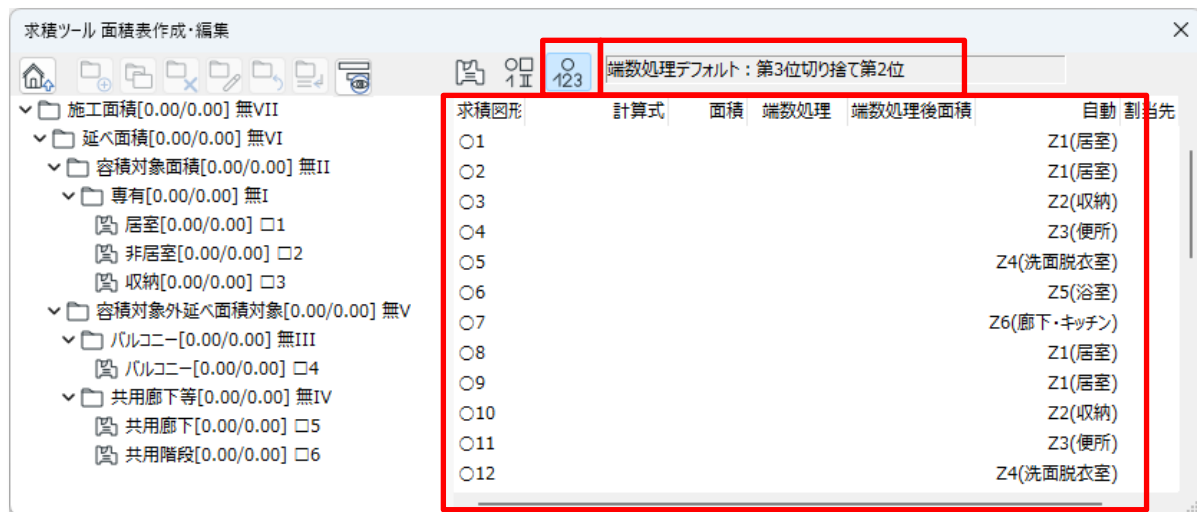 求積ツール 面積表作成・編集
○□
1 II
○
123
端数処理デフォルト：第3位切り捨て第2位
施工面積[0.00/0.00] 無VII
延べ面積[0.00/0.00] 無VI
容積対象面積[0.00/0.00] 無II
専有[0.00/0.00] 無I
居室[0.00/0.00] □1
非居室[0.00/0.00] □2
収納[0.00/0.00] □3
容積対象外延べ面積対象[0.00/0.00] 無V
バルコニー[0.00/0.00] 無III
バルコニー[0.00/0.00] □4
共用廊下等[0.00/0.00] 無IV
共用廊下[0.00/0.00] □5
共用階段[0.00/0.00] □6
求積図形 計算式 面積 端数処理 端数処理後面積 自動 割当先
○1 Z1(居室)
○2 Z1(居室)
○3 Z2(収納)
○4 Z3(便所)
○5 Z4(洗面脱衣室)
○6 Z5(浴室)
○7 Z6(廊下・キッチン)
○8 Z1(居室)
○9 Z1(居室)
○10 Z2(収納)
○11 Z3(便所)
○12 Z4(洗面脱衣室)